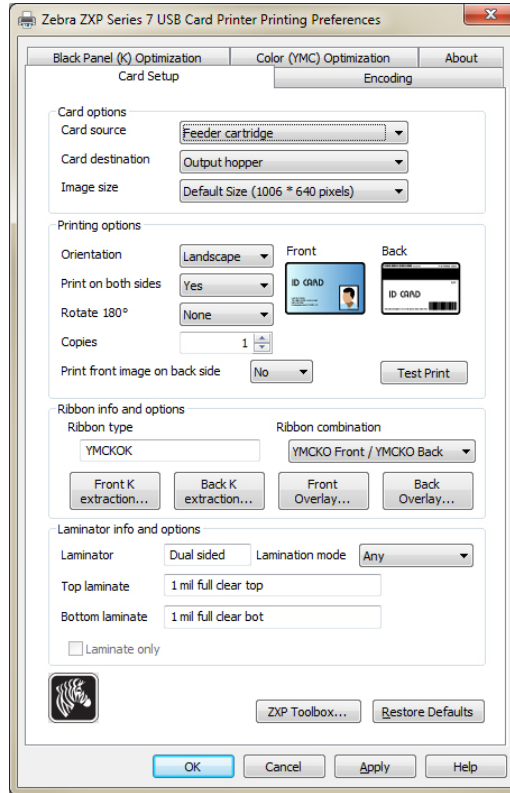 Zebra ZXP Series 7 USB Card Printer Printing Preferences
Black Panel (K) Optimization Color (YMC) Optimization About
Card Setup Encoding
Card options
Card source Feeder cartridge
Card destination Output hopper
Image size Default Size (1006 * 640 pixels)
Printing options
Orientation Landscape Front Back
Print on both sides Yes
ID CARD ID CARD
Rotate 180° None
Copies 1
Print front image on back side No Test Print
Ribbon info and options
Ribbon type Ribbon combination
YMCKOK YMCKO Front / YMCKO Back
Front K extraction... Back K extraction... Front Overlay... Back Overlay...
Laminator info and options
Laminator Dual sided Lamination mode Any
Top laminate 1 mil full clear top
Bottom laminate 1 mil full clear bot
Laminate only
ZXP Toolbox... Restore Defaults
OK Cancel Apply Help